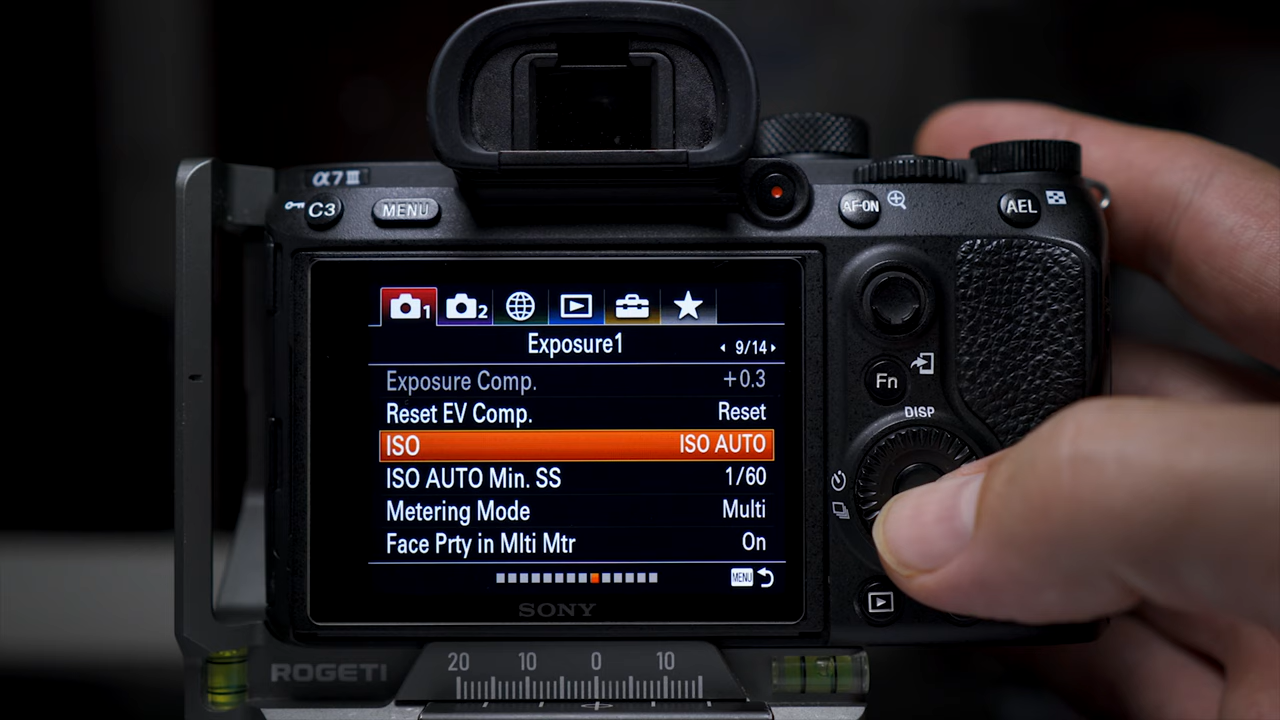 α7III
C3
MENU
AF-ON
AEL
1
2
Exposure1
9/14
Exposure Comp. +0.3
Reset EV Comp. Reset
ISO ISO AUTO
ISO AUTO Min. SS 1/60
Metering Mode Multi
Face Prty in Mlti Mtr On
MENU
Fn
DISP
SONY
ROGETI
20 10 0 10